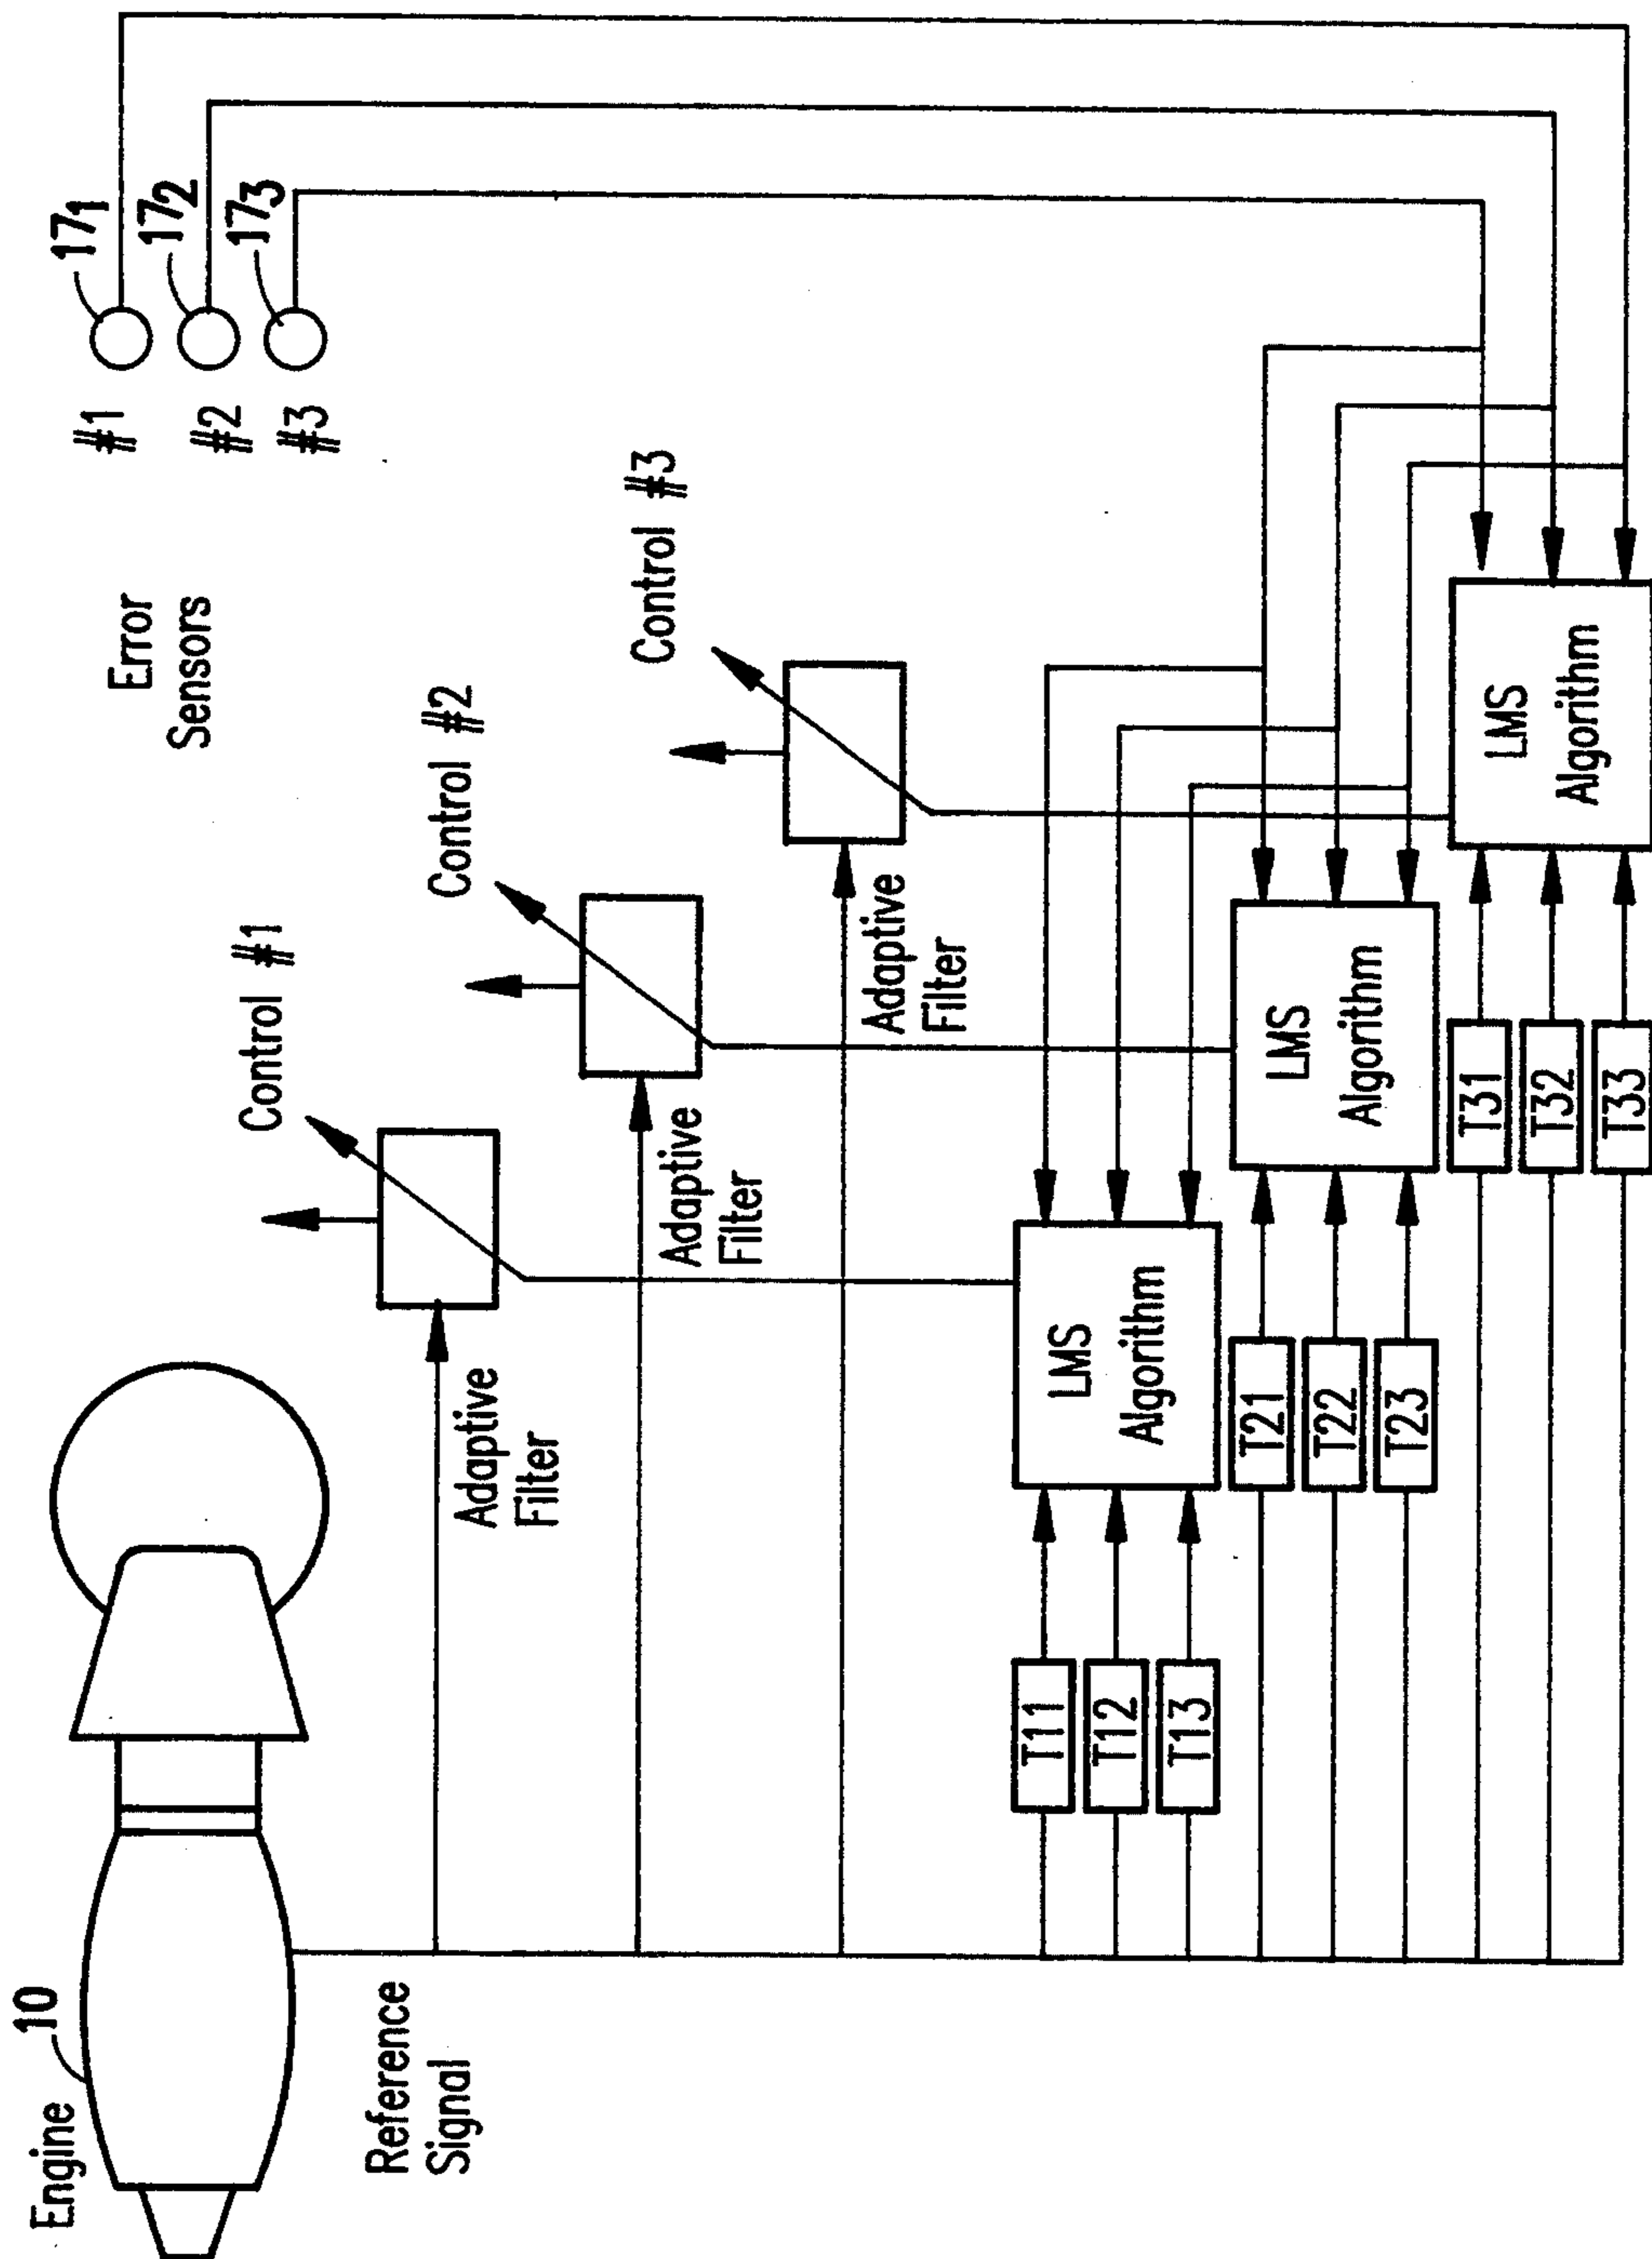 Engine
10
Reference
Signal
Error
Sensors
#1
#2
#3
17₁
17₂
17₃
Control #1
Control #2
Control #3
Adaptive
Filter
Adaptive
Filter
Adaptive
Filter
T11
T12
T13
LMS
Algorithm
T21
T22
T23
LMS
Algorithm
T31
T32
T33
LMS
Algorithm